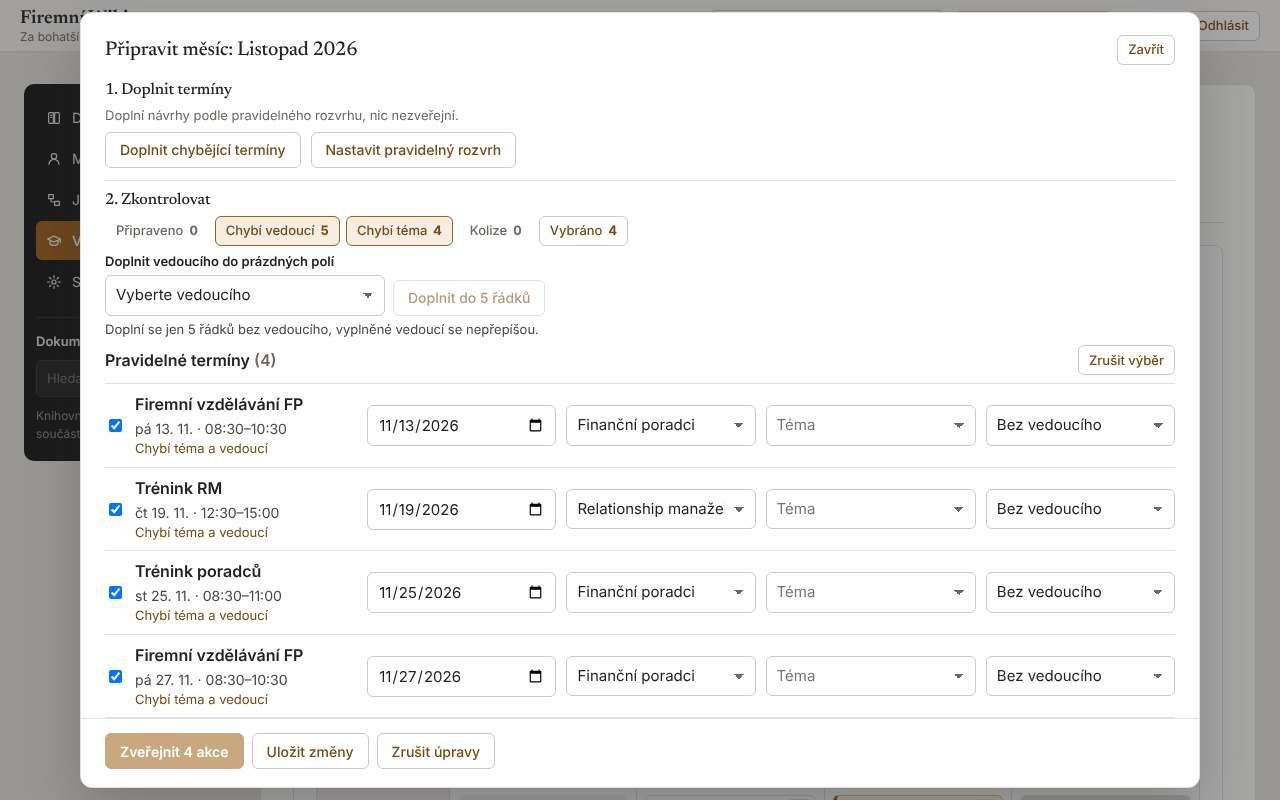 Firemní Wiki
Za bohatší
Odhlásit
Připravit měsíc: Listopad 2026
Zavřít
1. Doplnit termíny
Doplní návrhy podle pravidelného rozvrhu, nic nezveřejní.
Doplnit chybějící termíny
Nastavit pravidelný rozvrh
2. Zkontrolovat
Připraveno 0
Chybí vedoucí 5
Chybí téma 4
Kolize 0
Vybráno 4
Doplnit vedoucího do prázdných polí
Vyberte vedoucího
Doplnit do 5 řádků
Doplní se jen 5 řádků bez vedoucího, vyplněné vedoucí se nepřepíšou.
Pravidelné termíny (4)
Zrušit výběr
Firemní vzdělávání FP
pá 13. 11. · 08:30–10:30
Chybí téma a vedoucí
11/13/2026
Finanční poradci
Téma
Bez vedoucího
Trénink RM
čt 19. 11. · 12:30–15:00
Chybí téma a vedoucí
11/19/2026
Relationship manaže
Téma
Bez vedoucího
Trénink poradců
st 25. 11. · 08:30–11:00
Chybí téma a vedoucí
11/25/2026
Finanční poradci
Téma
Bez vedoucího
Firemní vzdělávání FP
pá 27. 11. · 08:30–10:30
Chybí téma a vedoucí
11/27/2026
Finanční poradci
Téma
Bez vedoucího
Zveřejnit 4 akce
Uložit změny
Zrušit úpravy
D
M
J
V
S
Dokum
Hleda
Knihovn
součást